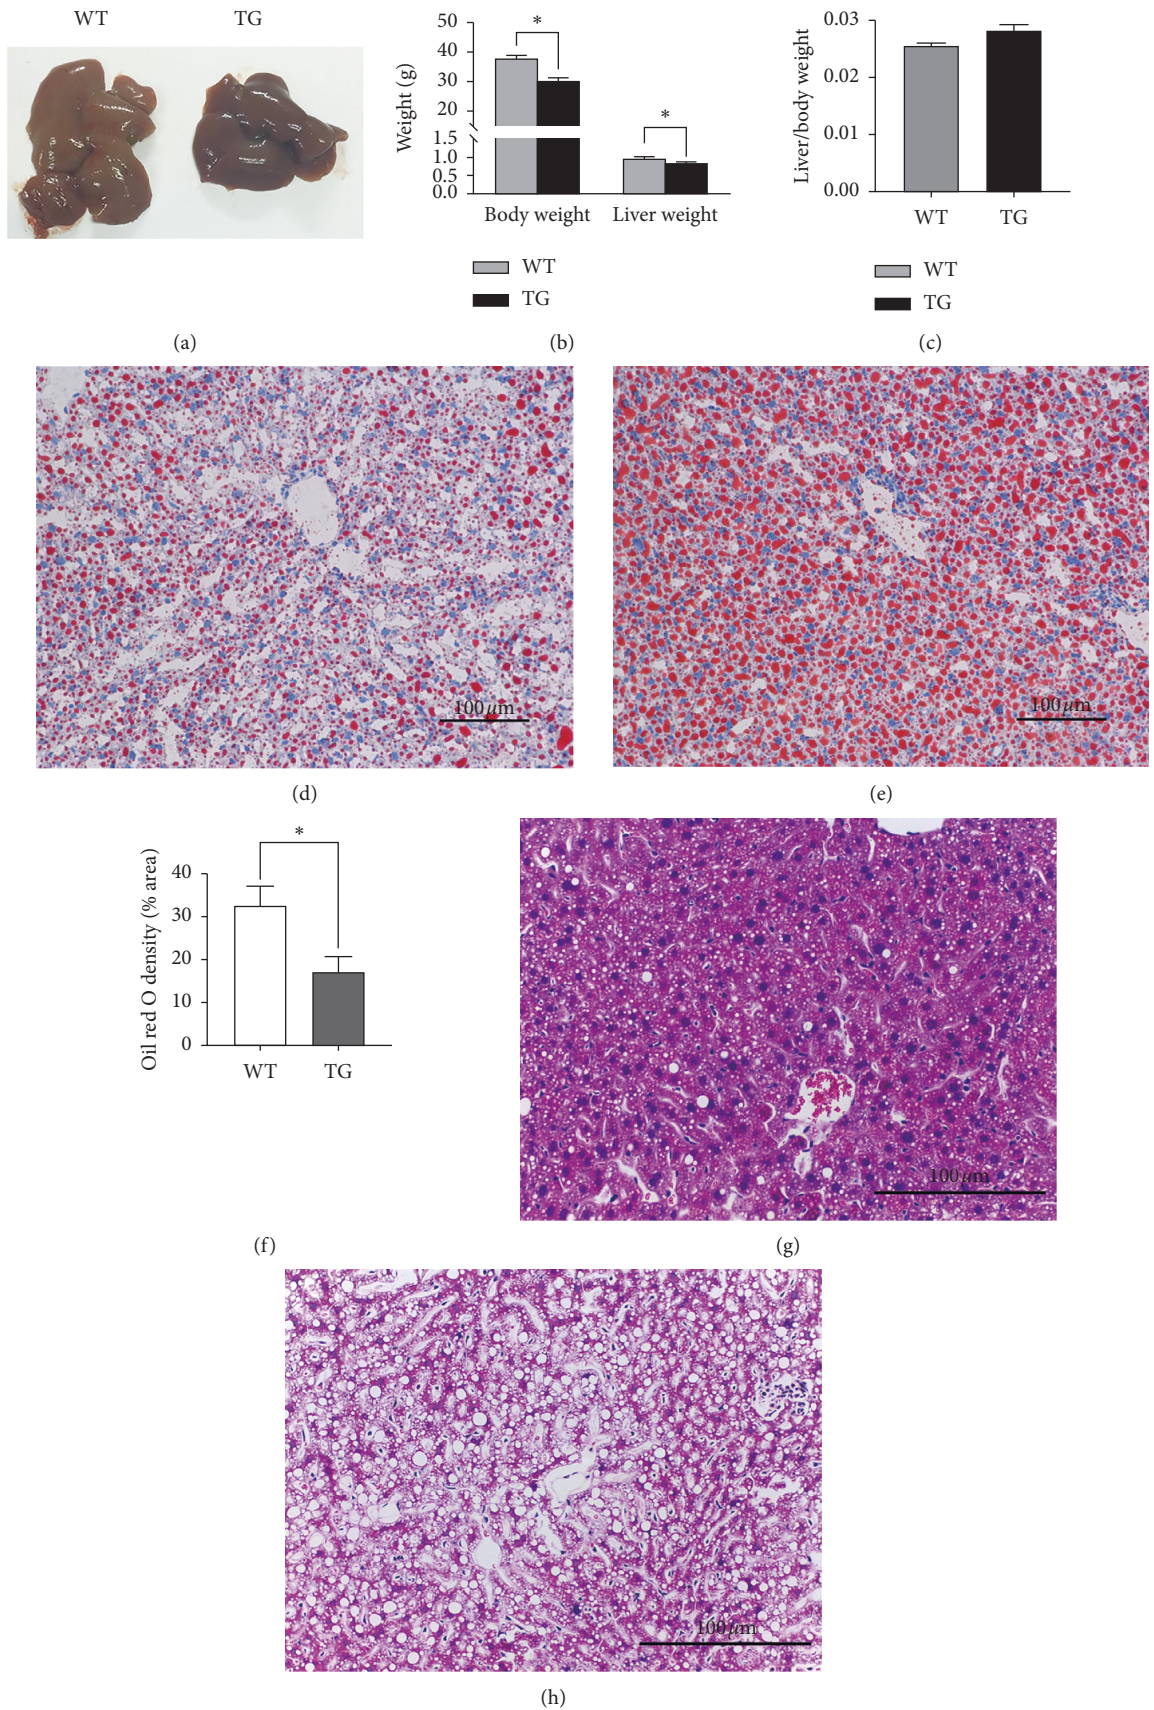 WT TG
50
40
30
20
1.5
1.0
0.5
0.0
Weight (g)
*
*
Body weight Liver weight
WT
TG
0.03
0.02
0.01
0.00
Liver/body weight
WT TG
WT
TG
(a) (b) (c)
100 μm
100 μm
(d) (e)
Oil red O density (% area)
40
30
20
10
0
*
WT TG
100 μm
(f) (g)
100 μm
(h)